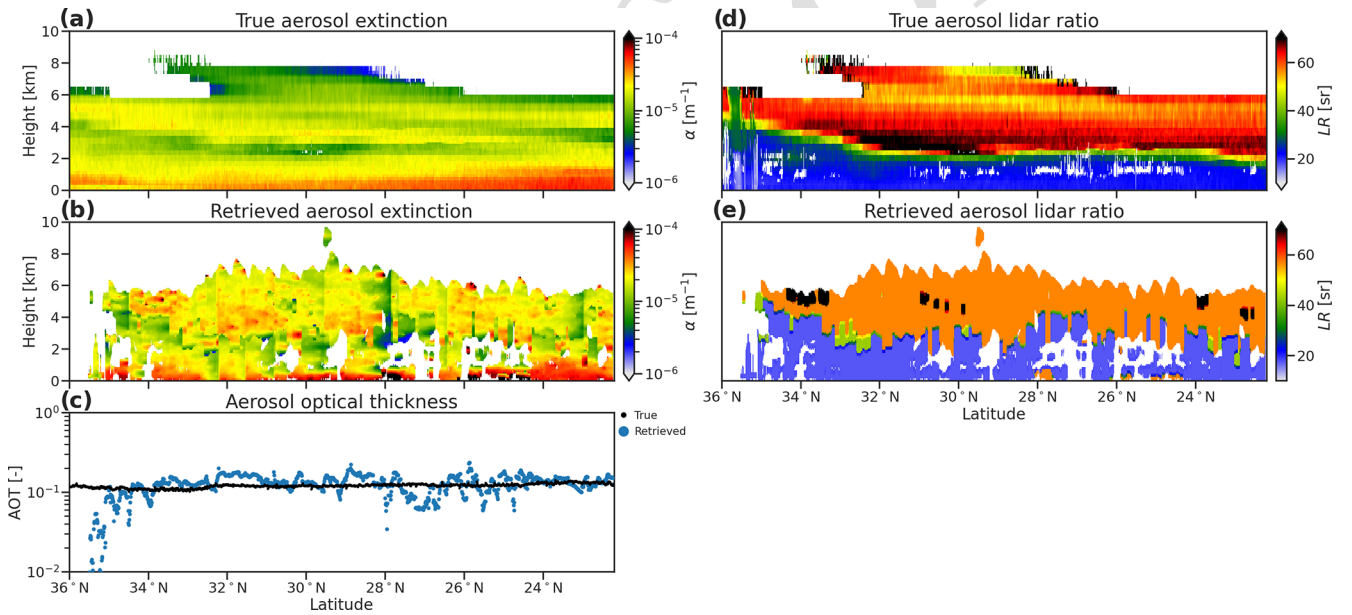 (a) True aerosol extinction
10
8
6
4
2
0
Height [km]
10⁻⁴
10⁻⁵
10⁻⁶
α [m⁻¹]
(d) True aerosol lidar ratio
60
40
20
LR [sr]
(b) Retrieved aerosol extinction
10
8
6
4
2
0
Height [km]
10⁻⁴
10⁻⁵
10⁻⁶
α [m⁻¹]
(e) Retrieved aerosol lidar ratio
60
40
20
LR [sr]
36°N 34°N 32°N 30°N 28°N 26°N 24°N
Latitude
(c) Aerosol optical thickness
10⁰
10⁻¹
10⁻²
AOT [-]
True
Retrieved
36°N 34°N 32°N 30°N 28°N 26°N 24°N
Latitude